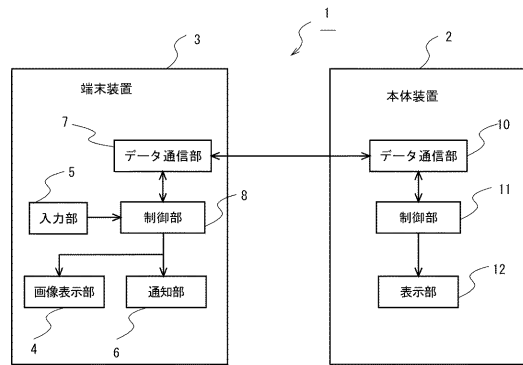 1
3
2
端末装置
本体装置
7
データ通信部
データ通信部
10
5
入力部
制御部
8
制御部
11
画像表示部
通知部
表示部
12
4
6